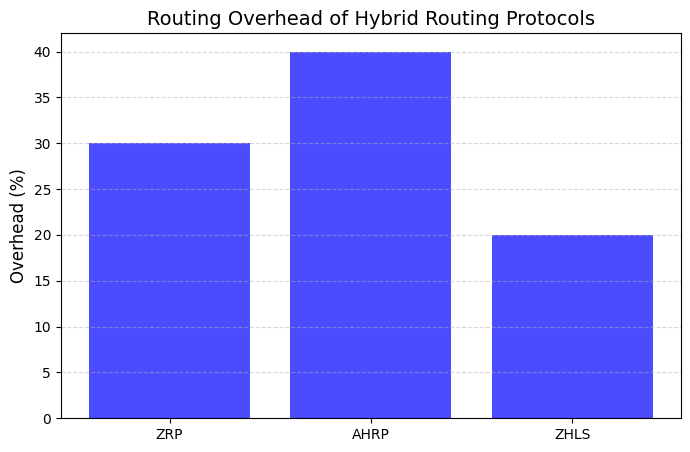 Routing Overhead of Hybrid Routing Protocols
Overhead (%)
40
35
30
25
20
15
10
5
0
ZRP
AHRP
ZHLS